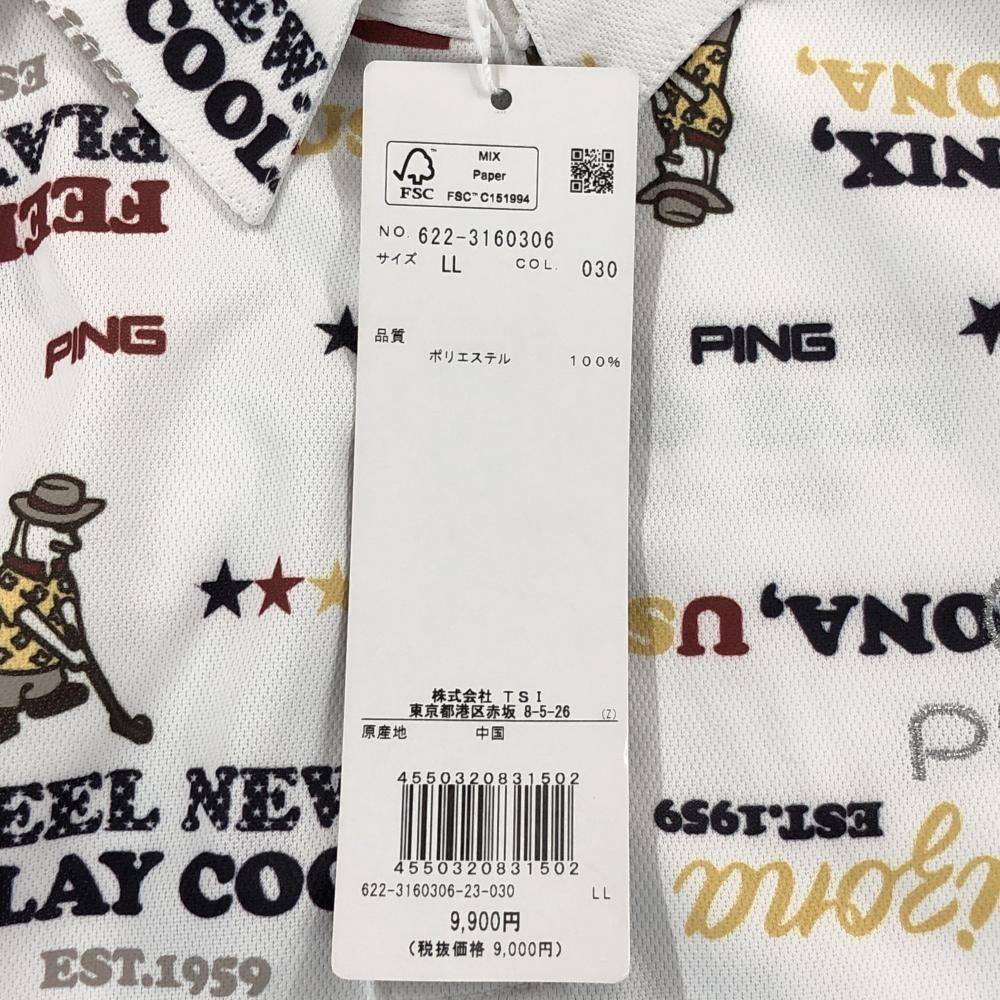 MIX
Paper
FSC™ C151994
FSC
NO. 622-3160306
サイズ LL COL. 030
品質
ポリエステル 100%
株式会社 TSI
東京都港区赤坂 8-5-26 (Z)
原産地 中国
4550320831502
4550320831502
622-3160306-23-030 LL
9,900円
(税抜価格 9,000円)
NEW.
COOL
PLAY
FEEL
PING
PING
EEL NEW
LAY COO
EST.1959
ONA,
NIX,
ONA, US
EST.1959
izona
P